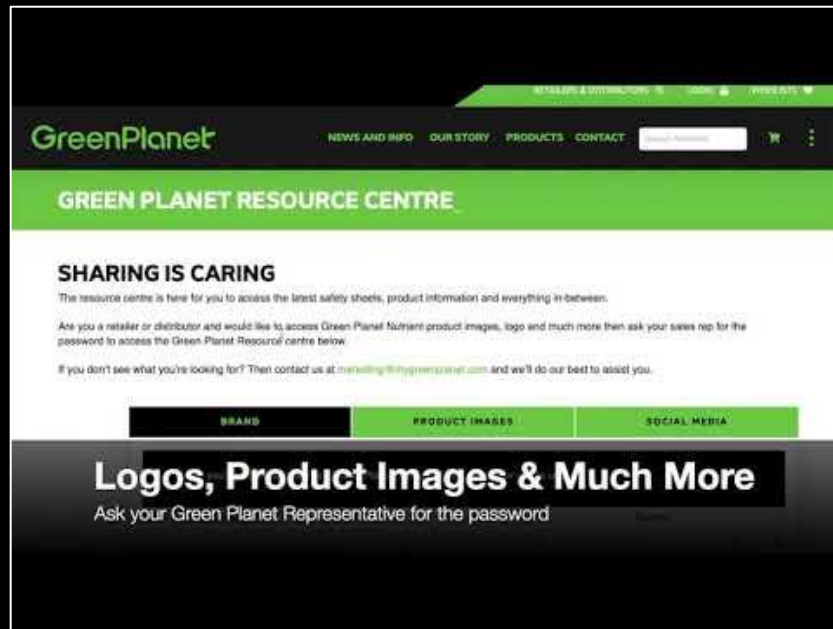 RETAILERS & DISTRIBUTORS LOGIN WISHLISTS
GreenPlanet NEWS AND INFO OUR STORY PRODUCTS CONTACT
GREEN PLANET RESOURCE CENTRE_
SHARING IS CARING
The resource centre is here for you to access the latest safety sheets, product information and everything in-between.
Are you a retailer or distributor and would like to access Green Planet Nutrient product images, logo and much more then ask your sales rep for the
password to access the Green Planet Resource centre below.
If you don't see what you're looking for? Then contact us at marketing@mygreenplanet.com and we'll do our best to assist you.
BRAND PRODUCT IMAGES SOCIAL MEDIA
Logos, Product Images & Much More
Ask your Green Planet Representative for the password